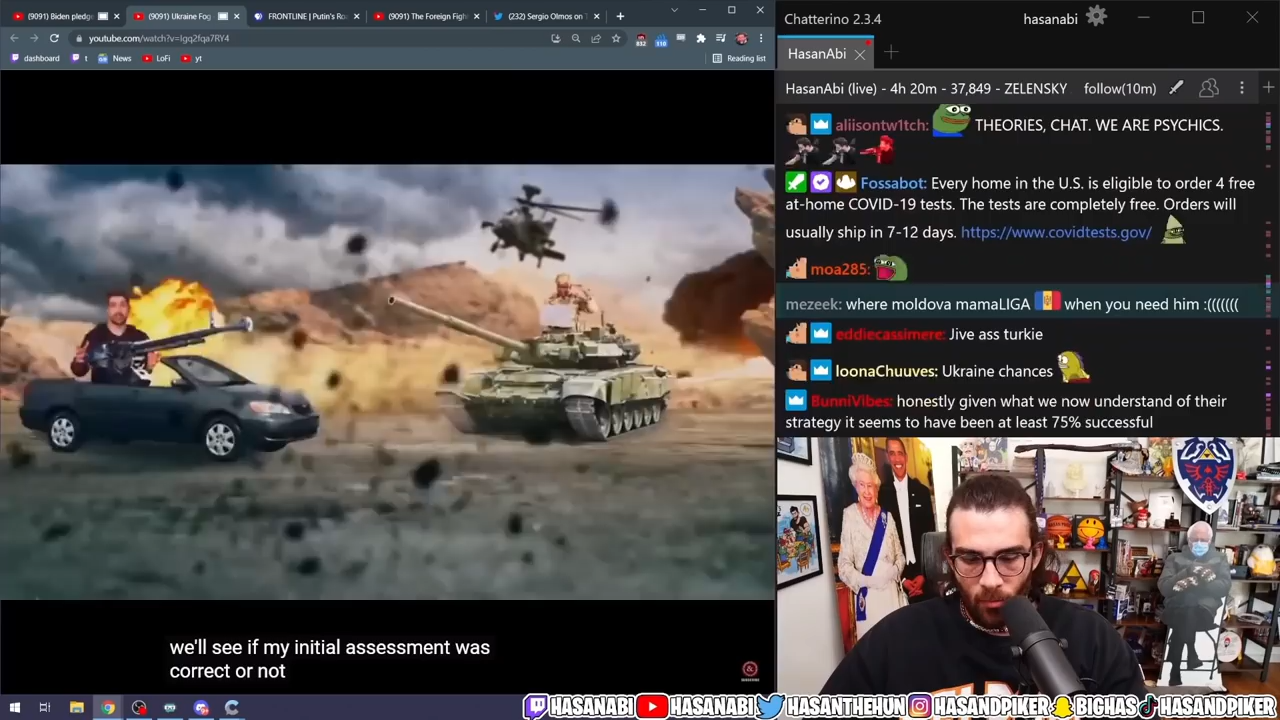 (9091) Biden pledge
(9091) Ukraine Fog
FRONTLINE | Putin's Ro
(9091) The Foreign Figh
(232) Sergio Olmos on T
youtube.com/watch?v=Igq2fqa7RY4
dashboard
t
News
LoFi
yt
Reading list
we'll see if my initial assessment was
correct or not
Chatterino 2.3.4
hasanabi
HasanAbi
HasanAbi (live) - 4h 20m - 37,849 - ZELENSKY
follow(10m)
aliisontw1tch: THEORIES, CHAT. WE ARE PSYCHICS.
Fossabot: Every home in the U.S. is eligible to order 4 free
at-home COVID-19 tests. The tests are completely free. Orders will
usually ship in 7-12 days. https://www.covidtests.gov/
moa285:
mezeek: where moldova mamaLIGA when you need him :(((((((
eddiecassimere: Jive ass turkie
loonaChuuves: Ukraine chances
BunniVibes: honestly given what we now understand of their
strategy it seems to have been at least 75% successful
HASANABI
HASANABI
HASANTHEHUN
HASANDPIKER
BIGHAS
HASANDPIKER